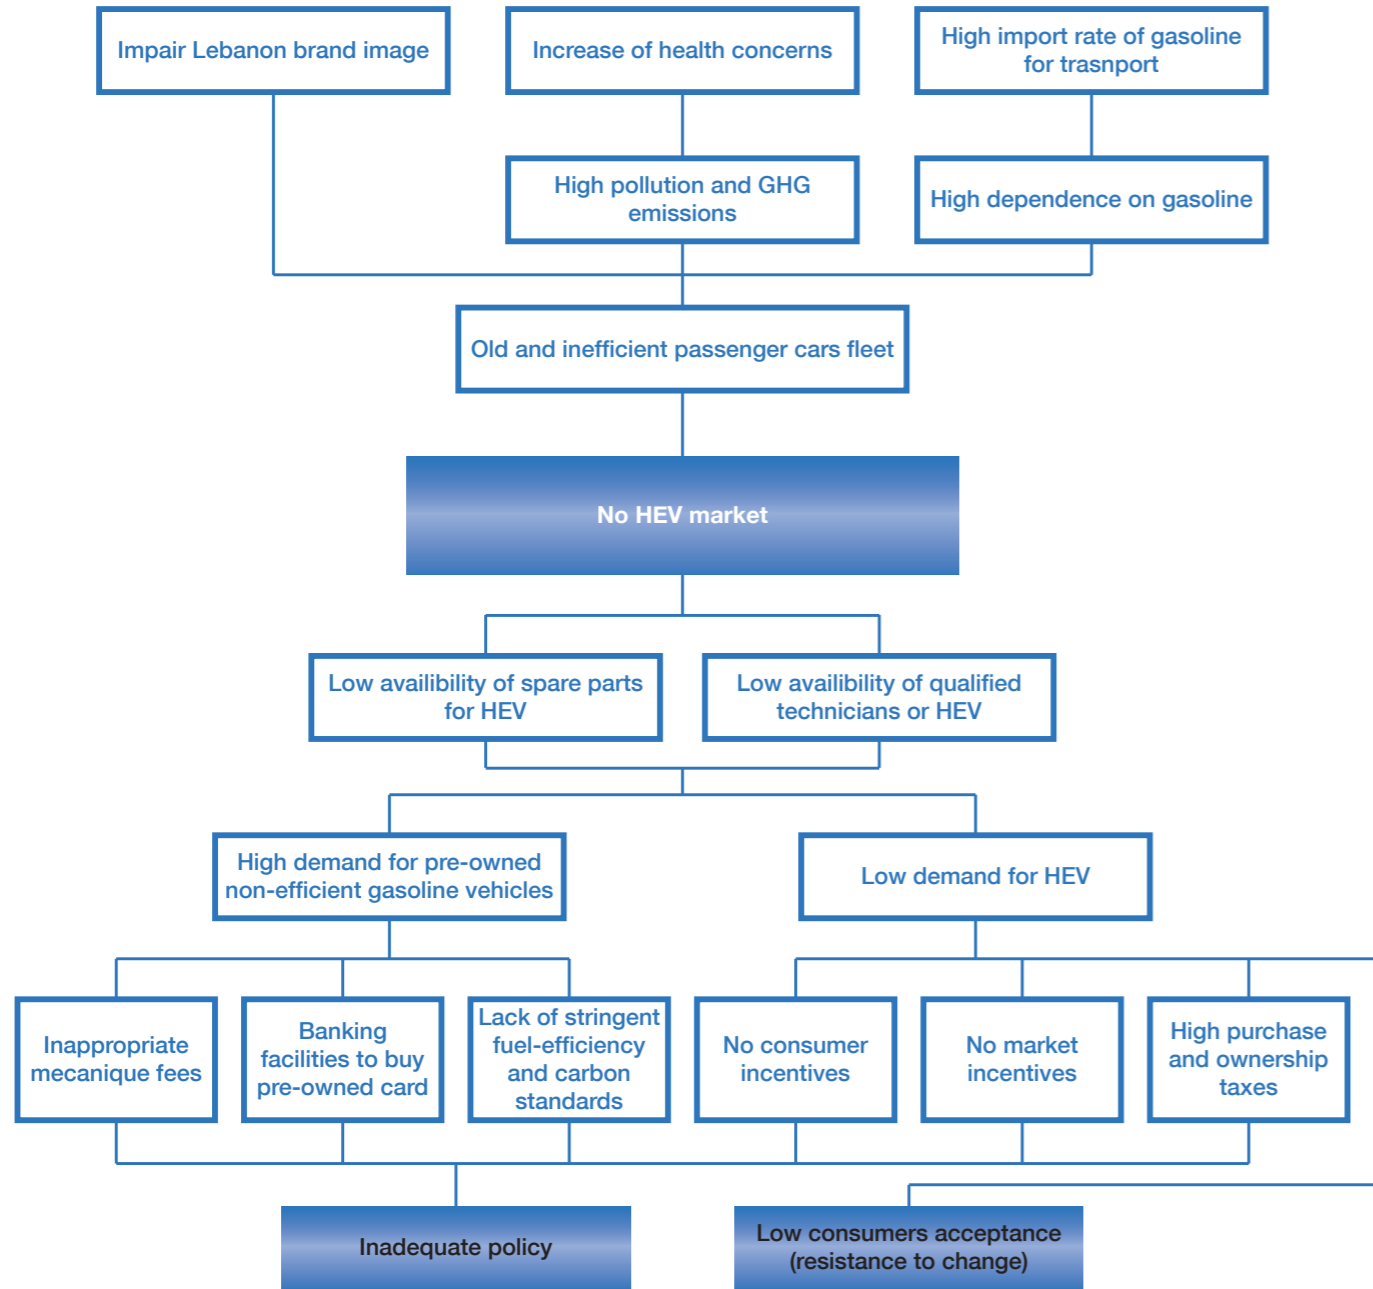 Impair Lebanon brand image
Increase of health concerns
High import rate of gasoline
for trasnport
High pollution and GHG
emissions
High dependence on gasoline
Old and inefficient passenger cars fleet
No HEV market
Low availibility of spare parts
for HEV
Low availibility of qualified
technicians or HEV
High demand for pre-owned
non-efficient gasoline vehicles
Low demand for HEV
Inappropriate
mecanique fees
Banking
facilities to buy
pre-owned card
Lack of stringent
fuel-efficiency
and carbon
standards
No consumer
incentives
No market
incentives
High purchase
and ownership
taxes
Inadequate policy
Low consumers acceptance
(resistance to change)